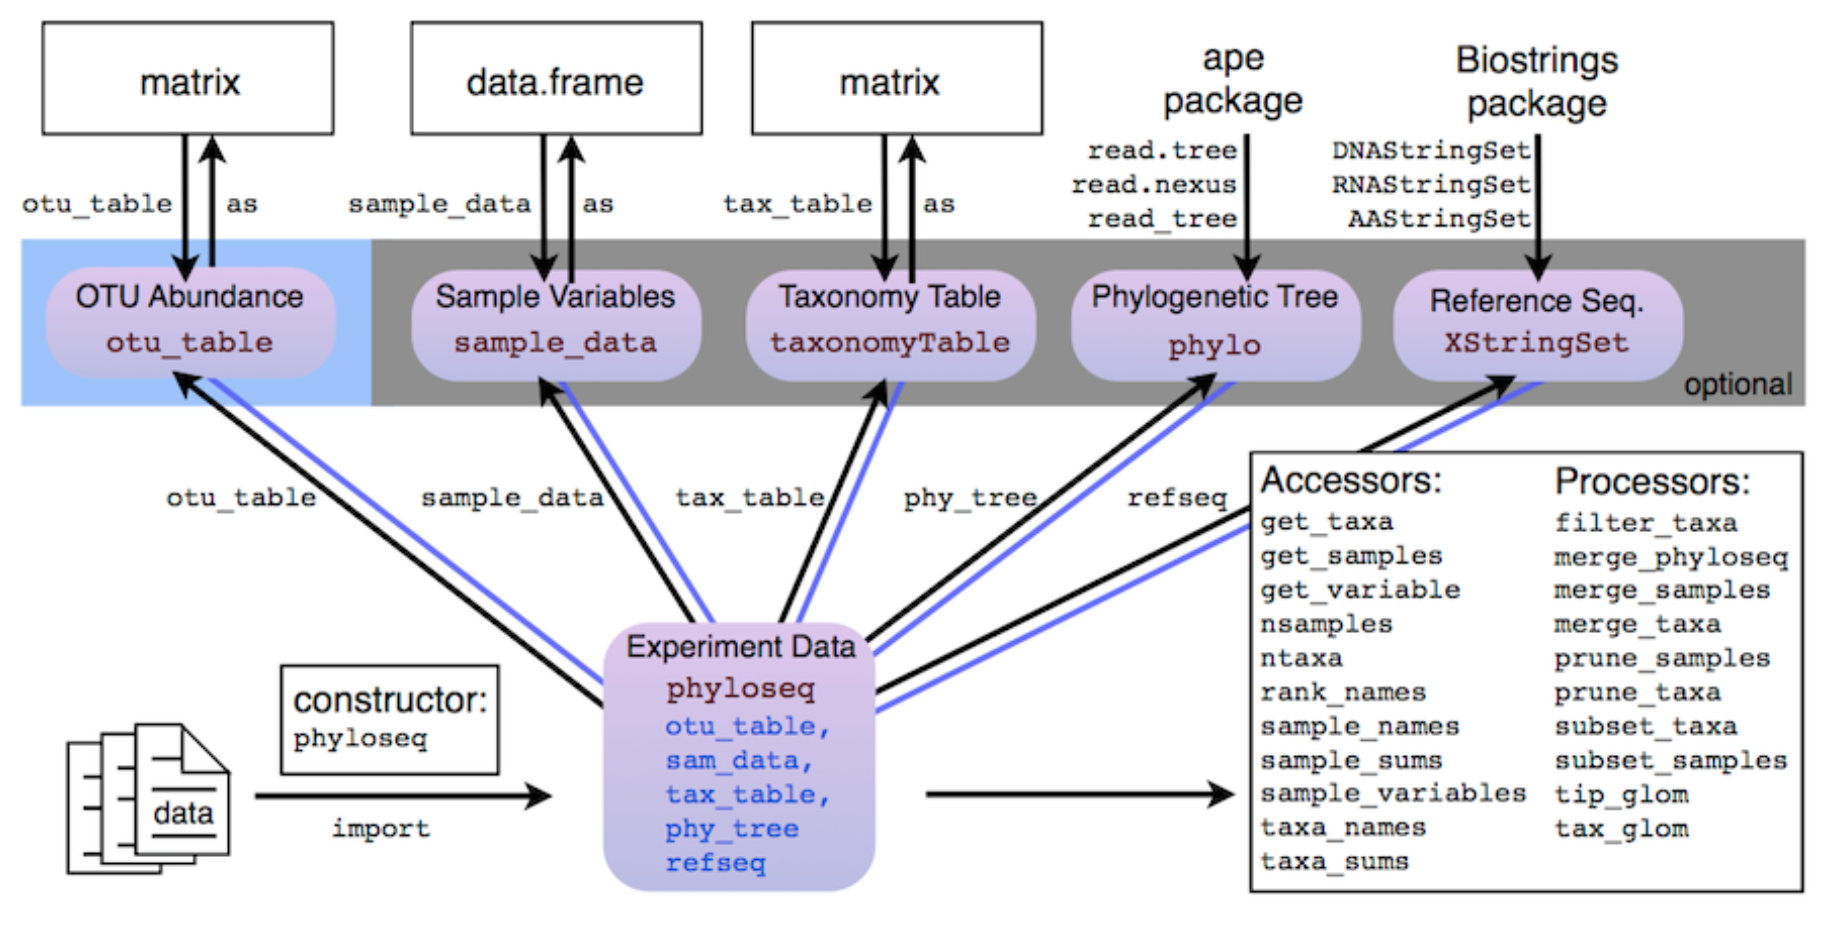 matrix
data.frame
matrix
ape
package
Biostrings
package
read.tree
read.nexus
read_tree
DNAStringSet
RNAStringSet
AAStringSet
otu_table
as
sample_data
as
tax_table
as
OTU Abundance
otu_table
Sample Variables
sample_data
Taxonomy Table
taxonomyTable
Phylogenetic Tree
phylo
Reference Seq.
XStringSet
optional
otu_table
sample_data
tax_table
phy_tree
refseq
constructor:
phyloseq
data
import
Experiment Data
phyloseq
otu_table,
sam_data,
tax_table,
phy_tree
refseq
Accessors:
get_taxa
get_samples
get_variable
nsamples
ntaxa
rank_names
sample_names
sample_sums
sample_variables
taxa_names
taxa_sums
Processors:
filter_taxa
merge_phyloseq
merge_samples
merge_taxa
prune_samples
prune_taxa
subset_taxa
subset_samples
tip_glom
tax_glom